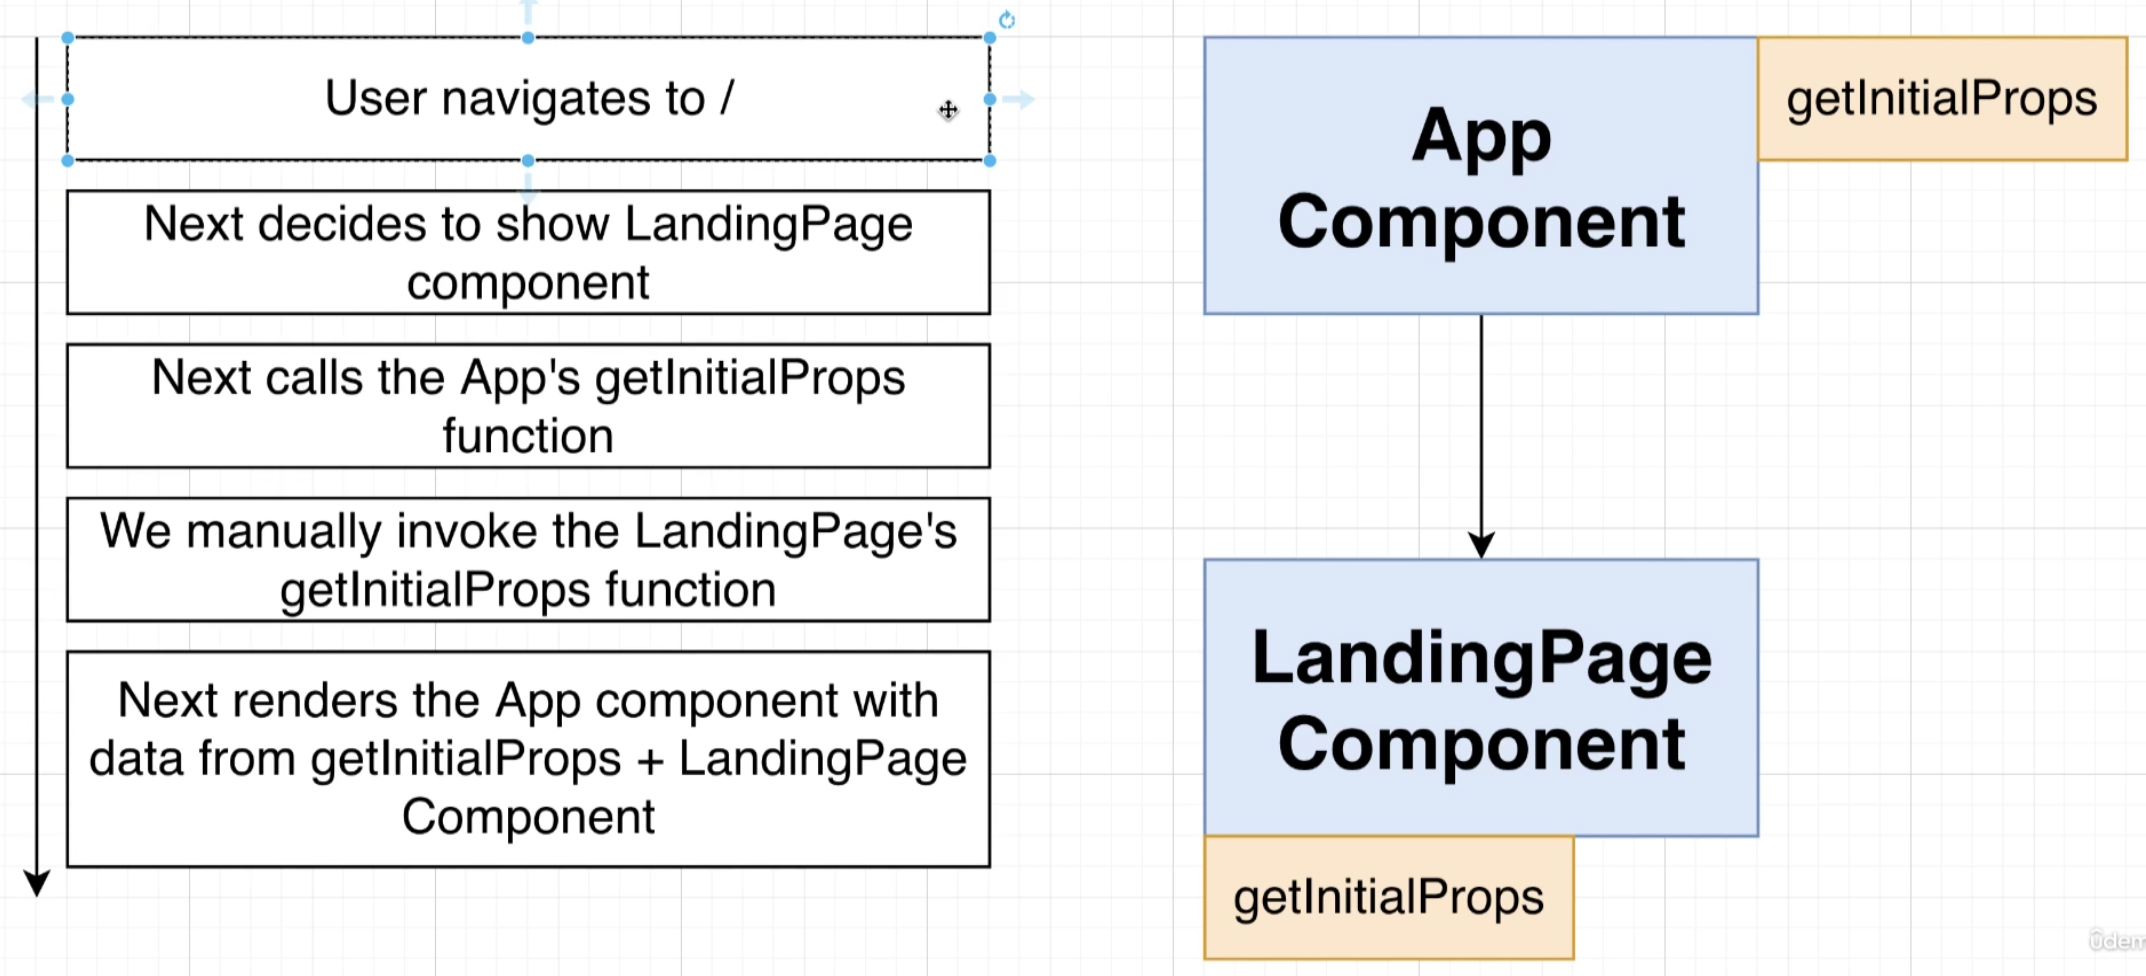 User navigates to /
Next decides to show LandingPage
component
Next calls the App's getInitialProps
function
We manually invoke the LandingPage's
getInitialProps function
Next renders the App component with
data from getInitialProps + LandingPage
Component
App
Component
getInitialProps
LandingPage
Component
getInitialProps
ûdem